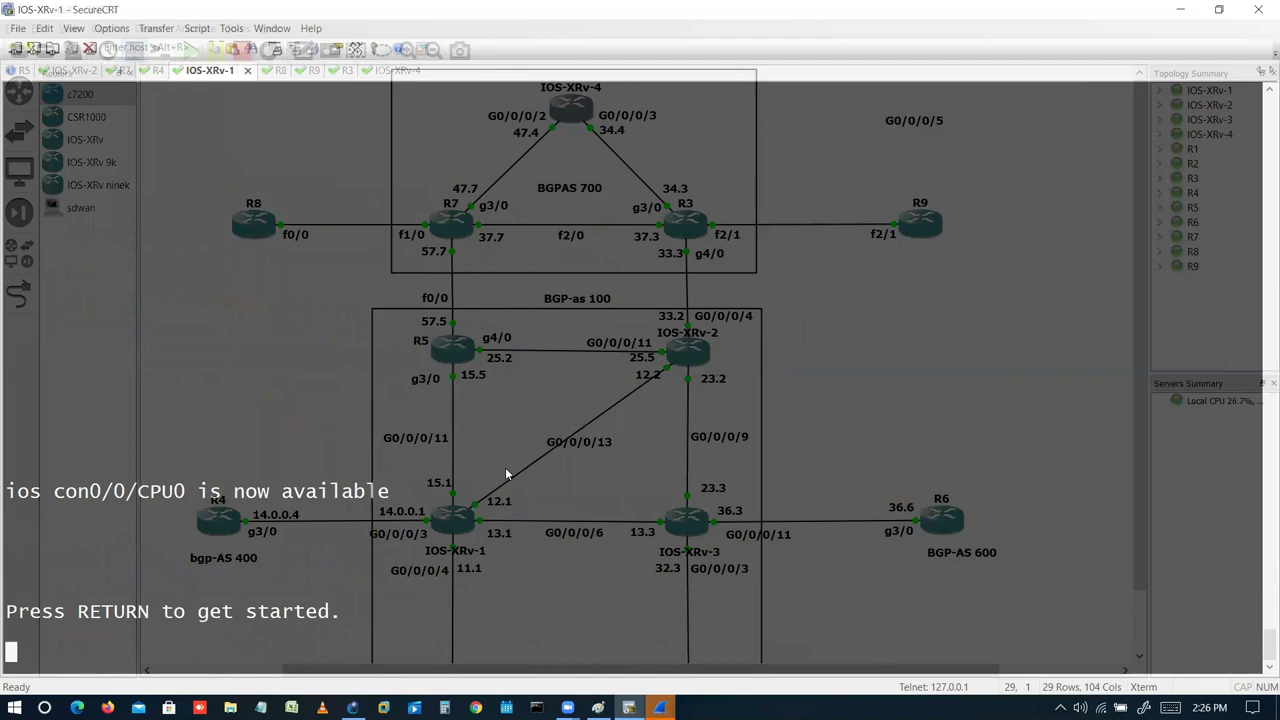 IOS-XRv-1 - SecureCRT
File Edit View Options Transfer Script Tools Window Help
Enter host <Alt+R>
R5 IOS-XRv-2 R4 IOS-XRv-1 R8 R9 R3 IOS-XRv-4
Routers
c7200
CSR1000
IOS-XRv
IOS-XRv 9k
IOS-XRv ninek
sdwan
IOS-XRv-4
G0/0/0/2 G0/0/0/3
47.4 34.4
G0/0/0/5
BGPAS 700
47.7 34.3
R8 R7 g3/0 g3/0 R3 R9
f0/0 f1/0 37.7 f2/0 37.3 f2/1 f2/1
57.7 33.3 g4/0
f0/0 BGP-as 100
57.5 33.2 G0/0/0/4
R5 g4/0 G0/0/0/11 IOS-XRv-2
25.2 25.5
g3/0 15.5 12.2 23.2
G0/0/0/11 G0/0/0/13 G0/0/0/9
15.1 23.3
ios con0/0/CPU0 is now available
R4 14.0.0.4 14.0.0.1 12.1 36.3 36.6 R6
g3/0 G0/0/0/3 13.1 G0/0/0/6 13.3 G0/0/0/11 g3/0
bgp-AS 400 IOS-XRv-1 IOS-XRv-3 BGP-AS 600
G0/0/0/4 11.1 32.3 G0/0/0/3
Press RETURN to get started.
Topology Summary
IOS-XRv-1
IOS-XRv-2
IOS-XRv-3
IOS-XRv-4
R1
R2
R3
R4
R5
R6
R7
R8
R9
Servers Summary
Local CPU 26.7%, ...
Ready Telnet: 127.0.0.1 29, 1 29 Rows, 104 Cols Xterm CAP NUM
2:26 PM